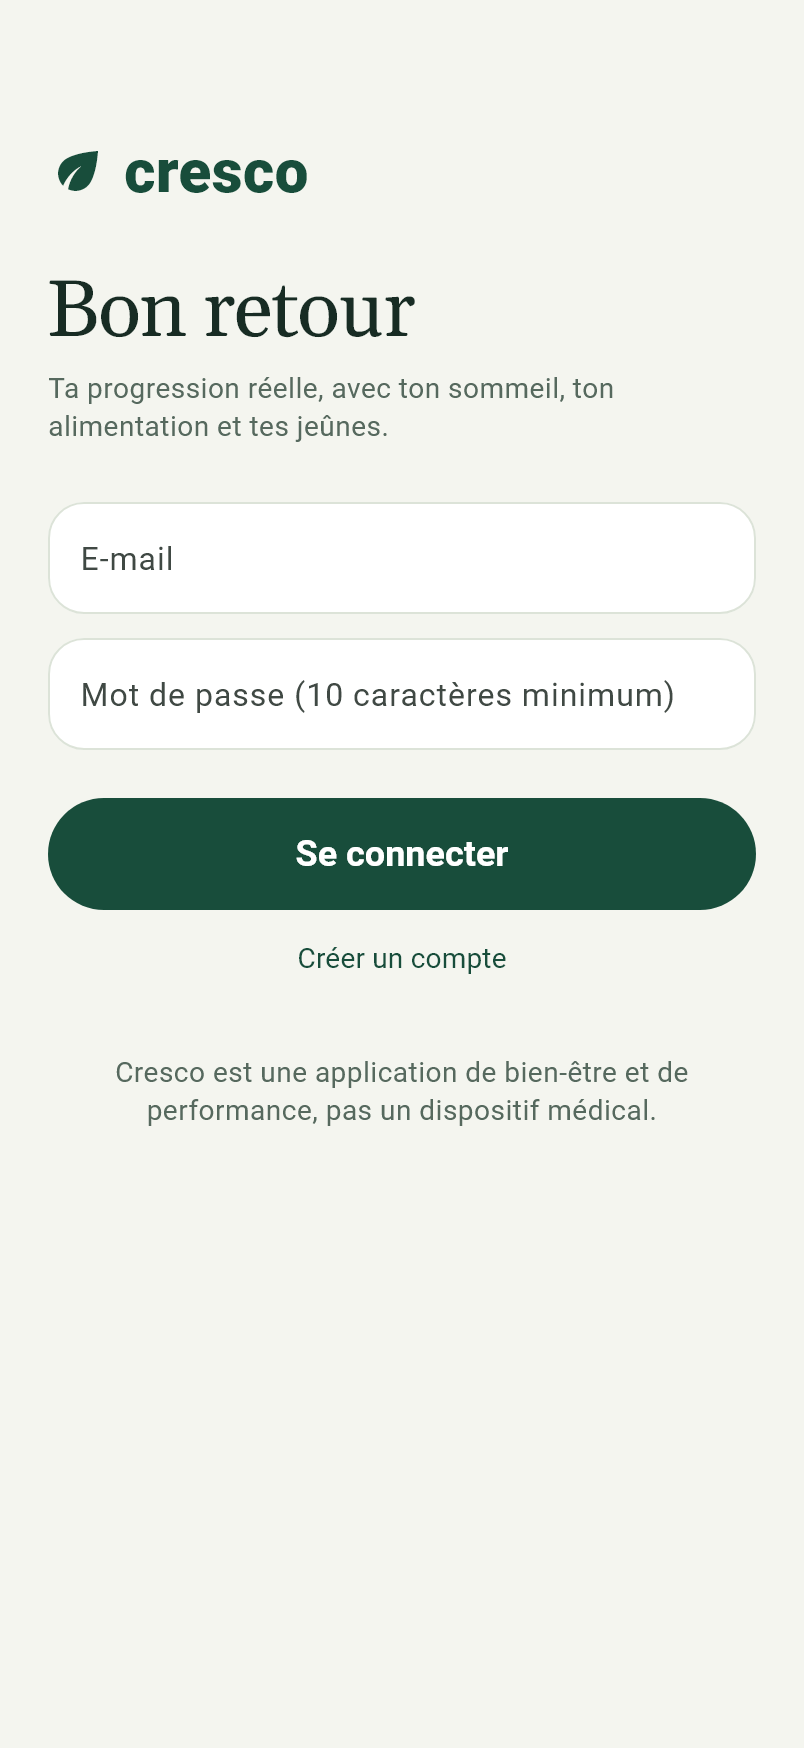 cresco
Bon retour
Ta progression réelle, avec ton sommeil, ton
alimentation et tes jeûnes.
E-mail
Mot de passe (10 caractères minimum)
Se connecter
Créer un compte
Cresco est une application de bien-être et de
performance, pas un dispositif médical.